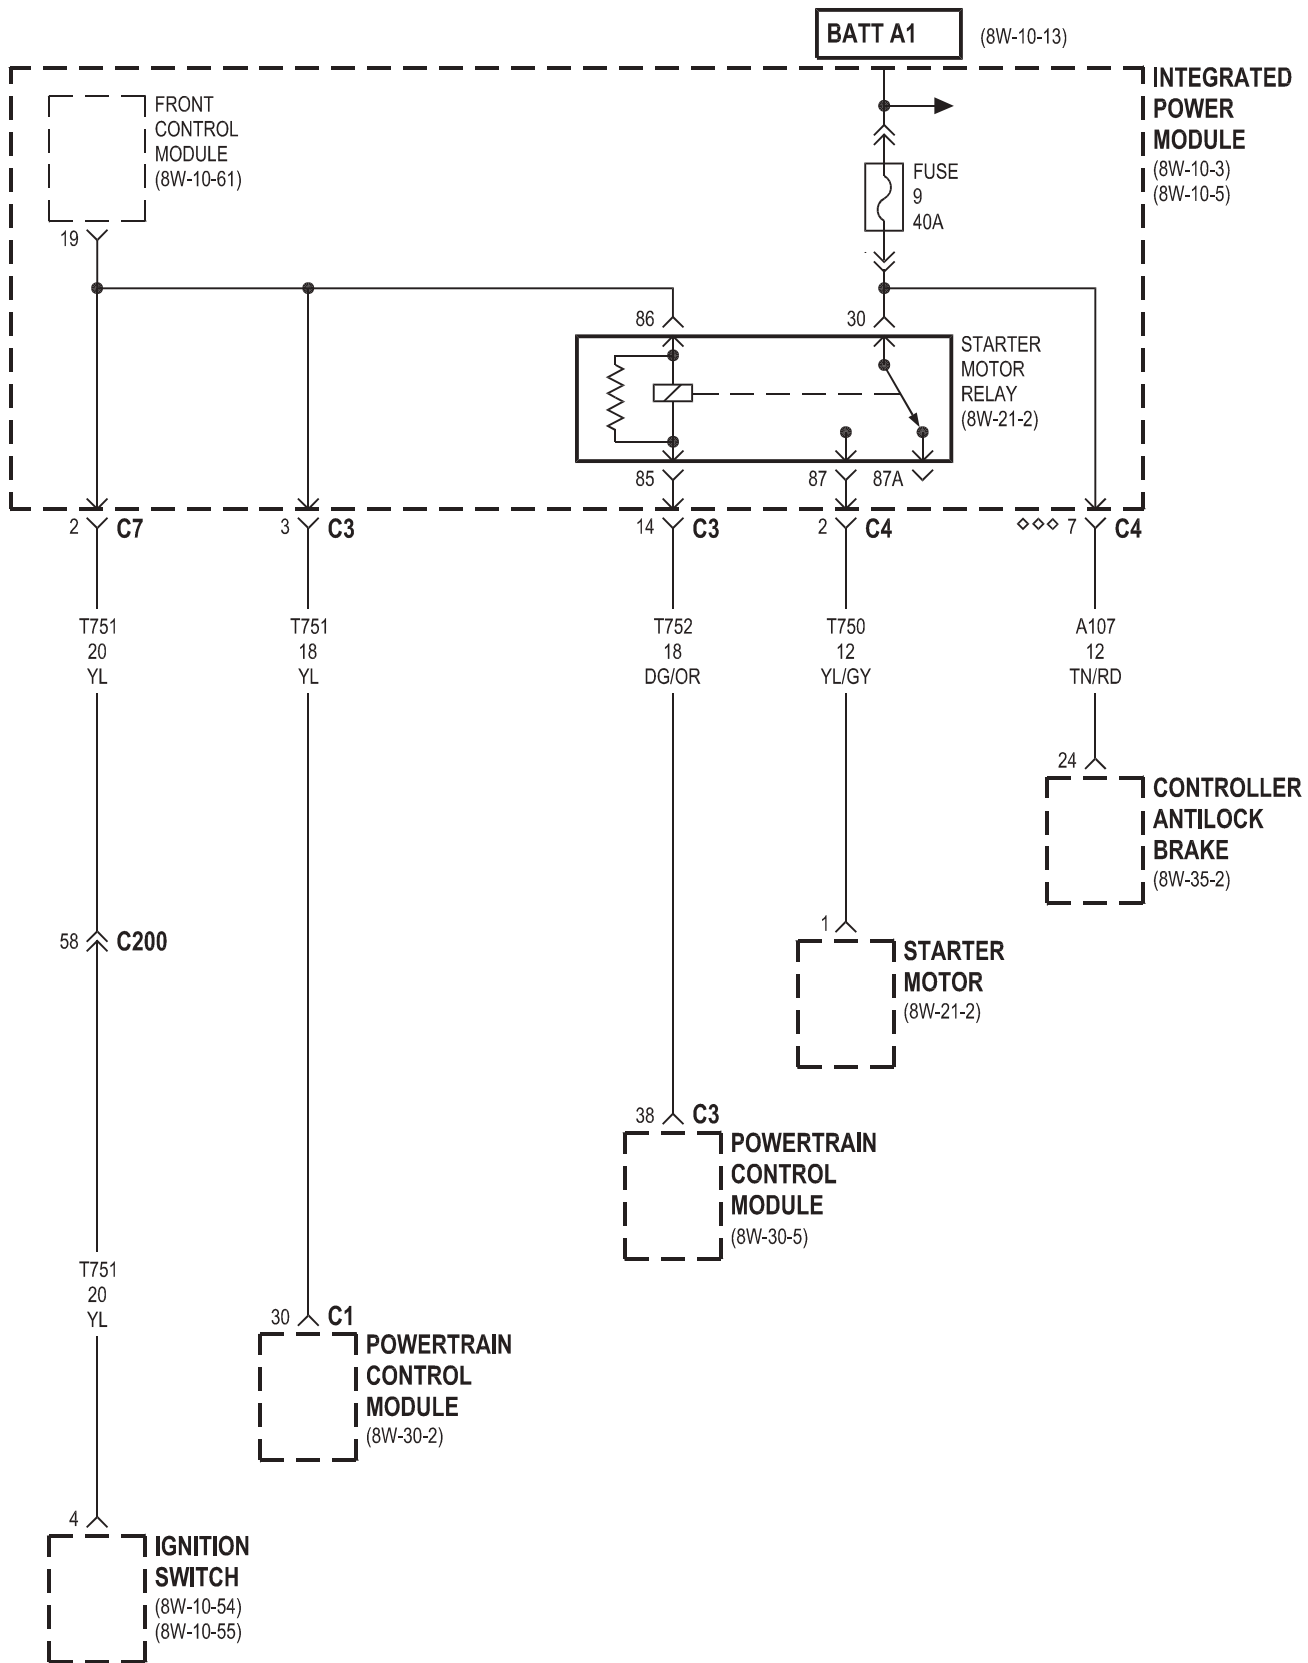 BATT A1 (8W-10-13)
INTEGRATED
POWER
MODULE
(8W-10-3)
(8W-10-5)
FRONT
CONTROL
MODULE
(8W-10-61)
19
FUSE
9
40A
86
30
STARTER
MOTOR
RELAY
(8W-21-2)
85
87
87A
2 C7
3 C3
14 C3
2 C4
◇◇◇ 7 C4
T751
20
YL
T751
18
YL
T752
18
DG/OR
T750
12
YL/GY
A107
12
TN/RD
24
CONTROLLER
ANTILOCK
BRAKE
(8W-35-2)
58 C200
1
STARTER
MOTOR
(8W-21-2)
38 C3
POWERTRAIN
CONTROL
MODULE
(8W-30-5)
T751
20
YL
30 C1
POWERTRAIN
CONTROL
MODULE
(8W-30-2)
4
IGNITION
SWITCH
(8W-10-54)
(8W-10-55)